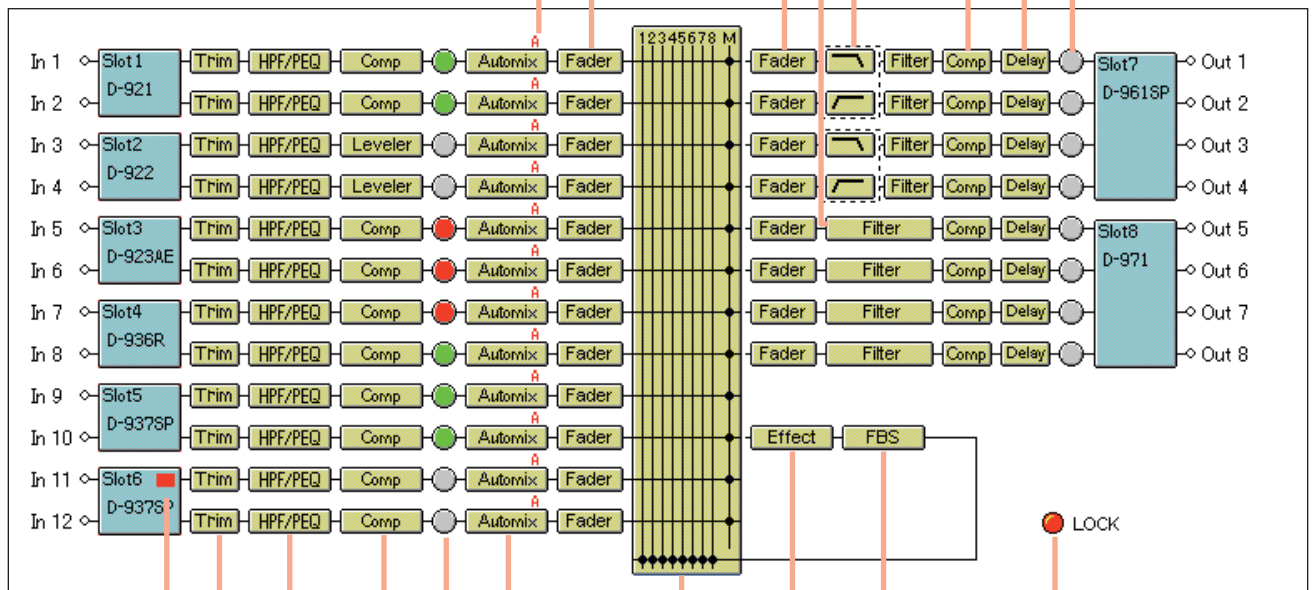 A
12345678 M
In 1 Slot1 Trim HPF/PEQ Comp Automix Fader Fader Filter Comp Delay Slot7 Out 1
D-921 D-961SP
A
In 2 Trim HPF/PEQ Comp Automix Fader Fader Filter Comp Delay Out 2
A
In 3 Slot2 Trim HPF/PEQ Leveler Automix Fader Fader Filter Comp Delay Out 3
D-922
A
In 4 Trim HPF/PEQ Leveler Automix Fader Fader Filter Comp Delay Out 4
A
In 5 Slot3 Trim HPF/PEQ Comp Automix Fader Fader Filter Comp Delay Slot8 Out 5
D-923AE D-971
A
In 6 Trim HPF/PEQ Comp Automix Fader Fader Filter Comp Delay Out 6
A
In 7 Slot4 Trim HPF/PEQ Comp Automix Fader Fader Filter Comp Delay Out 7
D-936R
A
In 8 Trim HPF/PEQ Comp Automix Fader Fader Filter Comp Delay Out 8
A
In 9 Slot5 Trim HPF/PEQ Comp Automix Fader
D-937SP
A
In 10 Trim HPF/PEQ Comp Automix Fader Effect FBS
A
In 11 Slot6 Trim HPF/PEQ Comp Automix Fader
D-937SP
A
In 12 Trim HPF/PEQ Comp Automix Fader LOCK